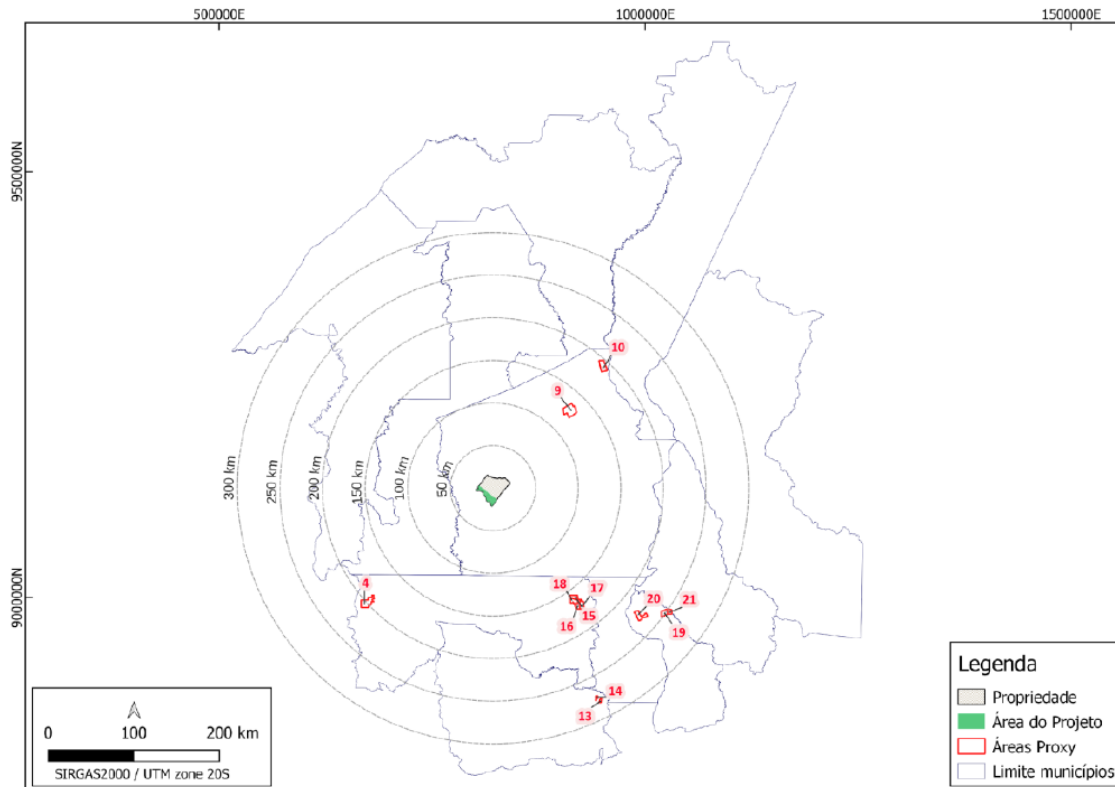 500000E
1000000E
1500000E
9500000N
9000000N
10
9
300 km
250 km
200 km
150 km
100 km
50 km
4
18
17
16
15
20
21
19
14
13
0
100
200 km
SIRGAS2000 / UTM zone 20S
Legenda
Propriedade
Área do Projeto
Áreas Proxy
Limite municípios